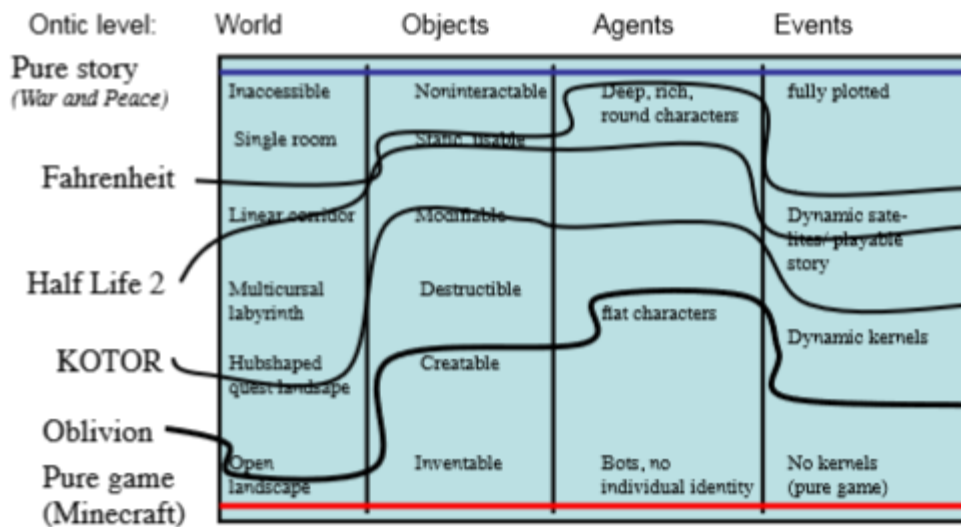 Ontic level: World Objects Agents Events
Pure story
(War and Peace)
Inaccessible Noninteractable Deep, rich, fully plotted
round characters
Single room Static, usable
Fahrenheit
Linear corridor Modifiable Dynamic sate-
lites/ playable
story
Half Life 2
Multicursal Destructible
labyrinth
flat characters
Dynamic kernels
KOTOR
Hubshaped Creatable
quest landsape
Oblivion
Open Inventable Bots, no No kernels
landscape individual identity (pure game)
Pure game
(Minecraft)